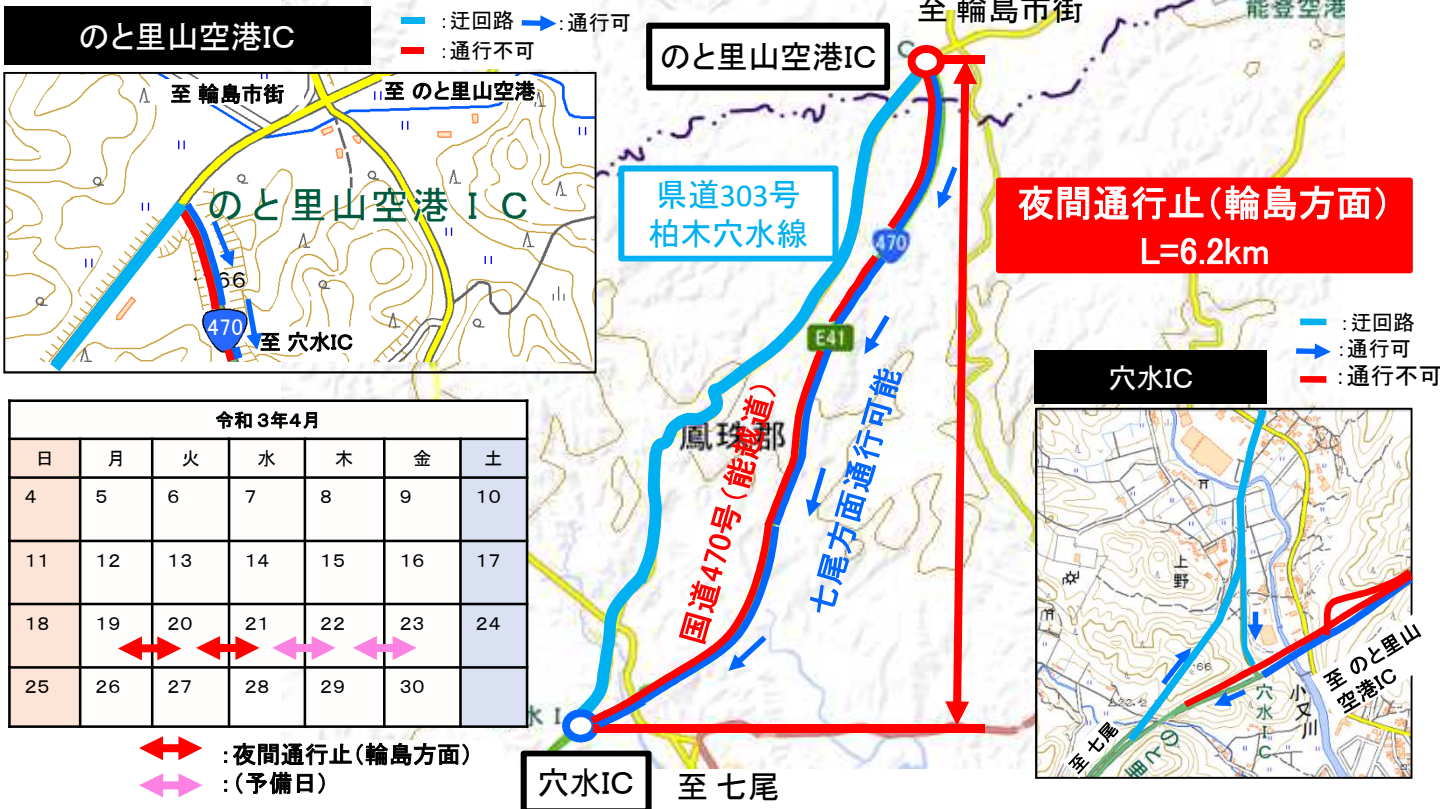 のと里山空港IC
:迂回路 :通行可
:通行不可
至 輪島市街
至 のと里山空港
のと里山空港 I C
66
470
至 穴水IC
至 輪島市街
能登空港
のと里山空港IC
県道303号
柏木穴水線
夜間通行止(輪島方面)
L=6.2km
470
E41
鳳珠郡
国道470号(能越道)
七尾方面通行可能
令和3年4月
日 月 火 水 木 金 土
4 5 6 7 8 9 10
11 12 13 14 15 16 17
18 19 20 21 22 23 24
25 26 27 28 29 30
:夜間通行止(輪島方面)
:(予備日)
水 I
穴水IC
至 七尾
:迂回路
:通行可
:通行不可
穴水IC
上野
66
22.2
至 のと里山
空港IC
小又川
穴水IC
至 七尾
のと里